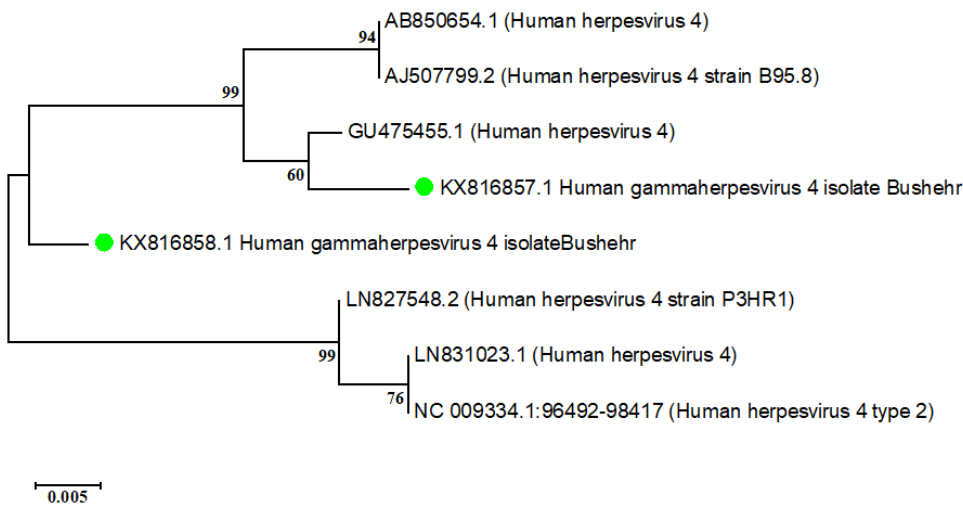 AB850654.1 (Human herpesvirus 4)
94
AJ507799.2 (Human herpesvirus 4 strain B95.8)
99
GU475455.1 (Human herpesvirus 4)
60
KX816857.1 Human gammaherpesvirus 4 isolate Bushehr
KX816858.1 Human gammaherpesvirus 4 isolateBushehr
LN827548.2 (Human herpesvirus 4 strain P3HR1)
99
LN831023.1 (Human herpesvirus 4)
76
NC 009334.1:96492-98417 (Human herpesvirus 4 type 2)
0.005